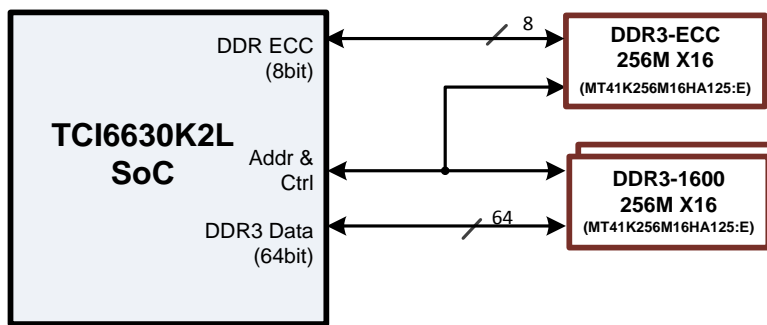 DDR ECC
(8bit)
8
DDR3-ECC
256M X16
(MT41K256M16HA125:E)
TCI6630K2L
SoC
Addr &
Ctrl
DDR3 Data
(64bit)
64
DDR3-1600
256M X16
(MT41K256M16HA125:E)